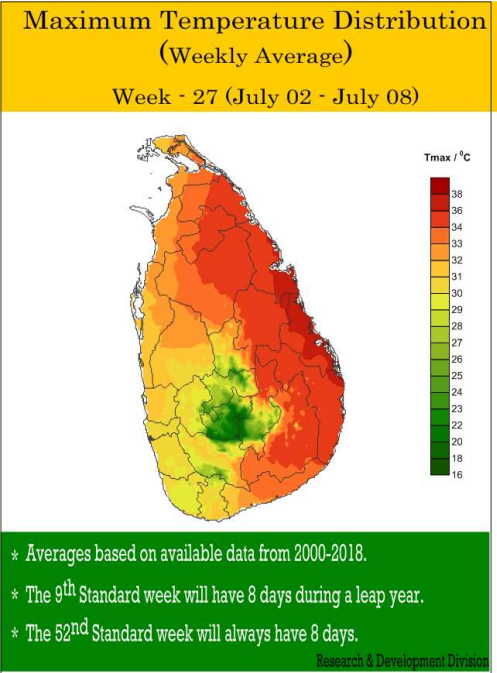 Maximum Temperature Distribution
(Weekly Average)
Week - 27 (July 02 - July 08)
Tmax / ⁰C
38
36
34
33
32
31
30
29
28
27
26
26
24
23
22
20
18
16
* Averages based on available data from 2000-2018.
* The 9th Standard week will have 8 days during a leap year.
* The 52nd Standard week will always have 8 days.
Research & Development Division